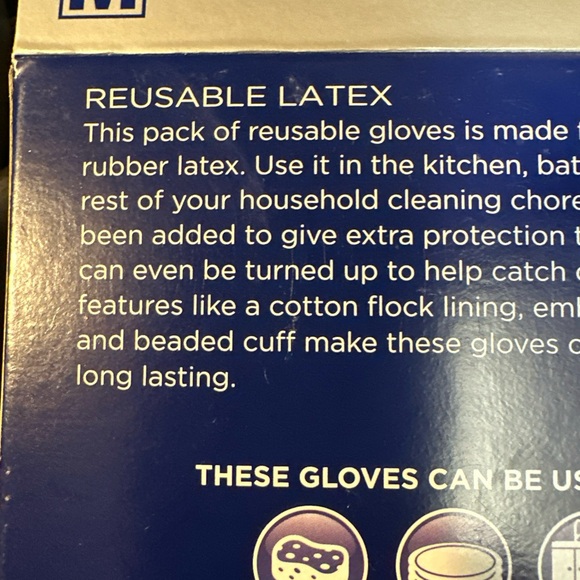 M
REUSABLE LATEX
This pack of reusable gloves is made
rubber latex. Use it in the kitchen,
rest of your household cleaning
been added to give extra protection
can even be turned up to help catch
features like a cotton flock lining,
and beaded cuff make these gloves
long lasting.
THESE GLOVES CAN BE